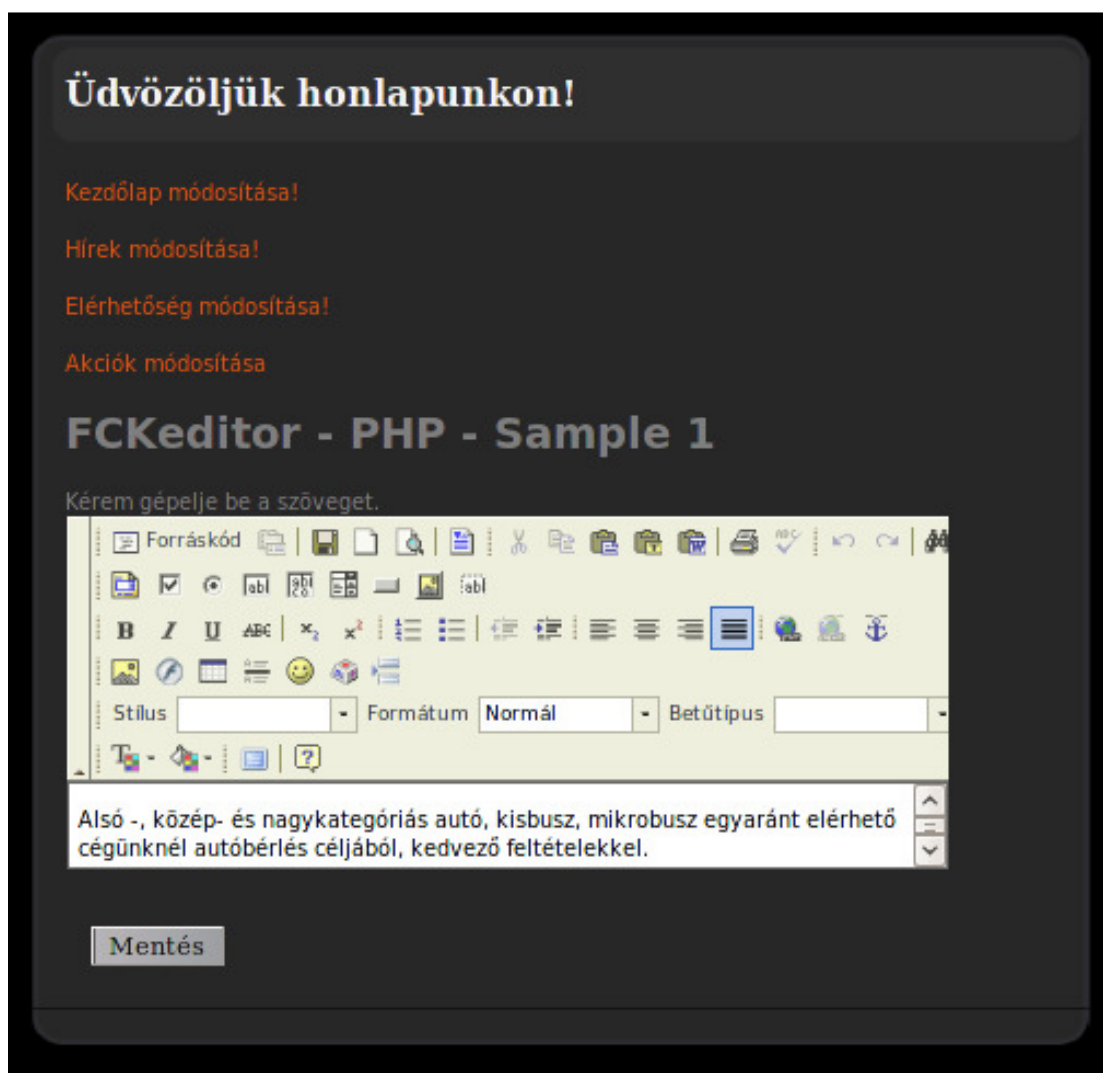 Üdvözöljük honlapunkon!
Kezdőlap módosítása!
Hírek módosítása!
Elérhetőség módosítása!
Akciók módosítása
FCKeditor - PHP - Sample 1
Kérem gépelje be a szöveget.
Forráskód
Stílus Formátum Normál Betűtípus
Alsó -, közép- és nagykategóriás autó, kisbusz, mikrobusz egyaránt elérhető
cégünknél autóbérlés céljából, kedvező feltételekkel.
Mentés